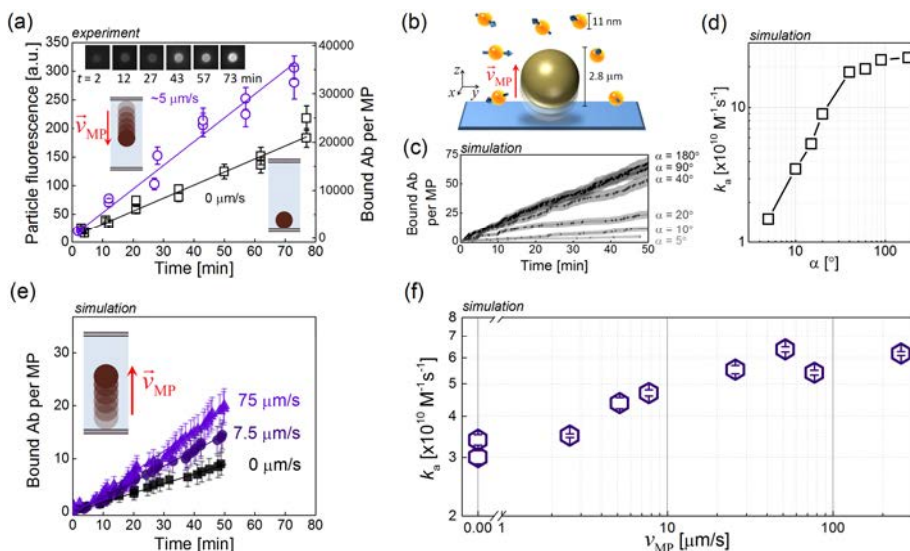 (a)
experiment
t = 2 12 27 43 57 73 min
~5 μm/s
v⃗MP
0 μm/s
Particle fluorescence [a.u.]
400
350
300
250
200
150
100
50
0
40000
30000
20000
10000
0
Bound Ab per MP
0 10 20 30 40 50 60 70 80
Time [min]
(b)
11 nm
v⃗MP
2.8 μm
z
x
y
(c)
simulation
Bound Ab
per MP
75
50
25
0
α = 180°
α = 90°
α = 40°
α = 20°
α = 10°
α = 5°
0 10 20 30 40 50
Time [min]
(d)
simulation
ka [x10¹⁰ M⁻¹s⁻¹]
10
1
10 100
α [°]
(e)
simulation
v⃗MP
75 μm/s
7.5 μm/s
0 μm/s
Bound Ab per MP
30
20
10
0
0 10 20 30 40 50 60 70 80
Time [min]
(f)
simulation
ka [x10¹⁰ M⁻¹s⁻¹]
8
7
6
5
4
3
2
0.00 1 10 100
vMP [μm/s]